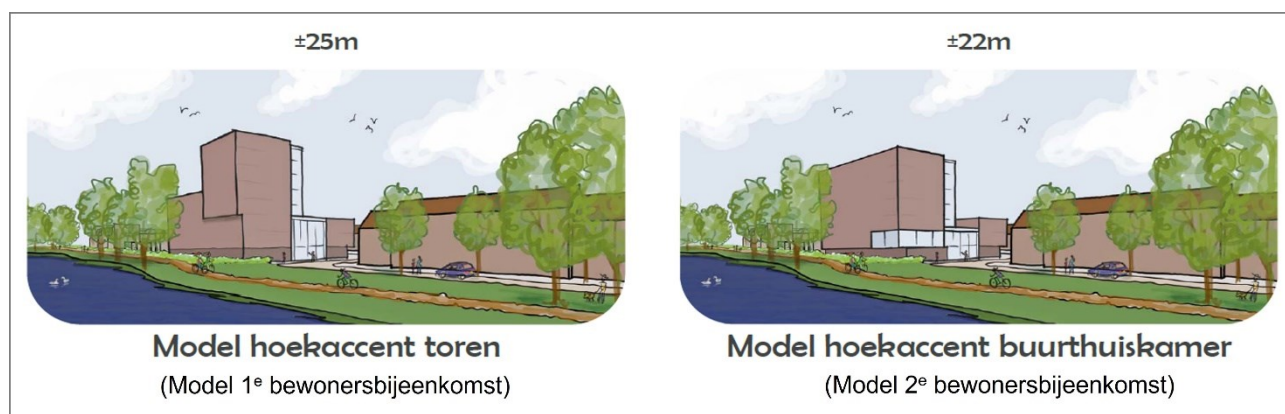 ±25m
±22m
Model hoekaccent toren
(Model 1ᵉ bewonersbijeenkomst)
Model hoekaccent buurthuiskamer
(Model 2ᵉ bewonersbijeenkomst)